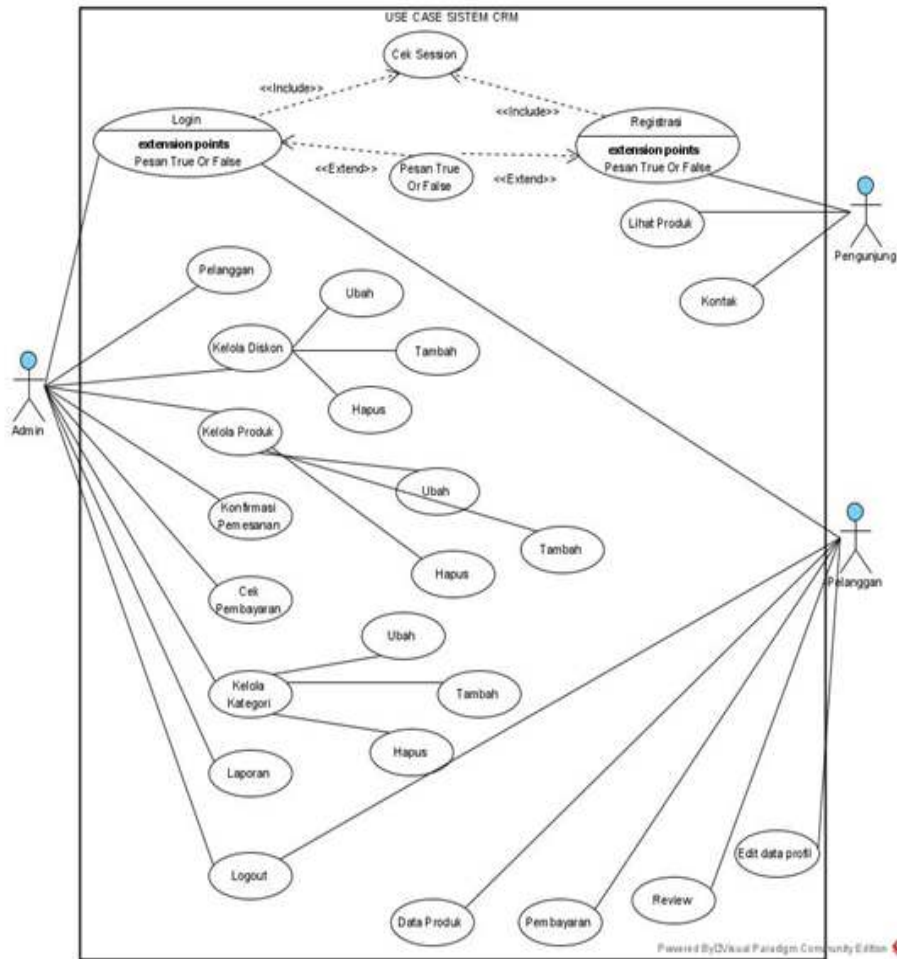 USE CASE SISTEM CRM
Cek Session
<<Include>>
<<Include>>
Login
extension points
Pesan True Or False
Registrasi
extension points
Pesan True Or False
<<Extend>>
Pesan True
Or False
<<Extend>>
Lihat Produk
Pengunjung
Kontak
Pelanggan
Ubah
Kelola Diskon
Tambah
Hapus
Admin
Kelola Produk
Ubah
Tambah
Hapus
Konfirmasi
Pemesanan
Cek
Pembayaran
Pelanggan
Ubah
Kelola
Kategori
Tambah
Hapus
Laporan
Logout
Edit data profil
Review
Data Produk
Pembayaran
Powered By Visual Paradigm Community Edition